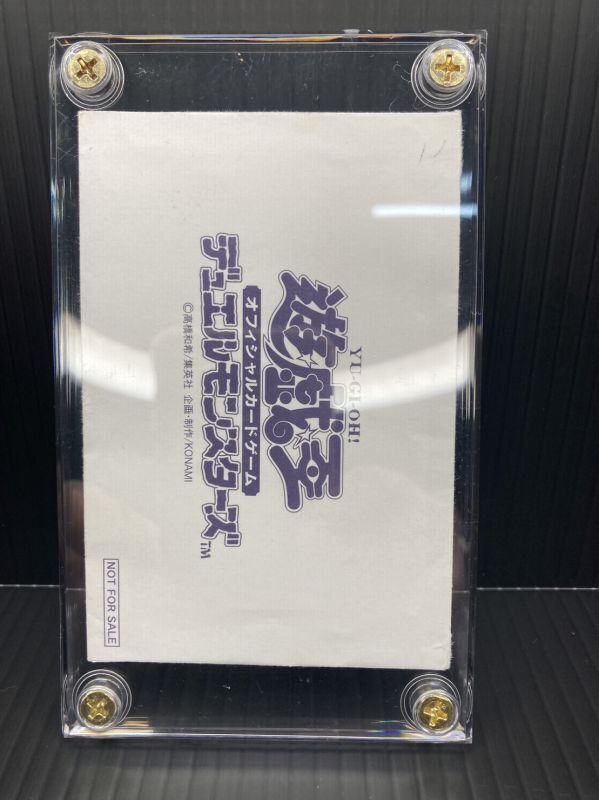 YU-GI-OH!
遊戯王
オフィシャルカードゲーム
デュエルモンスターズ™
©高橋和希/集英社 企画・制作/KONAMI
NOT FOR SALE